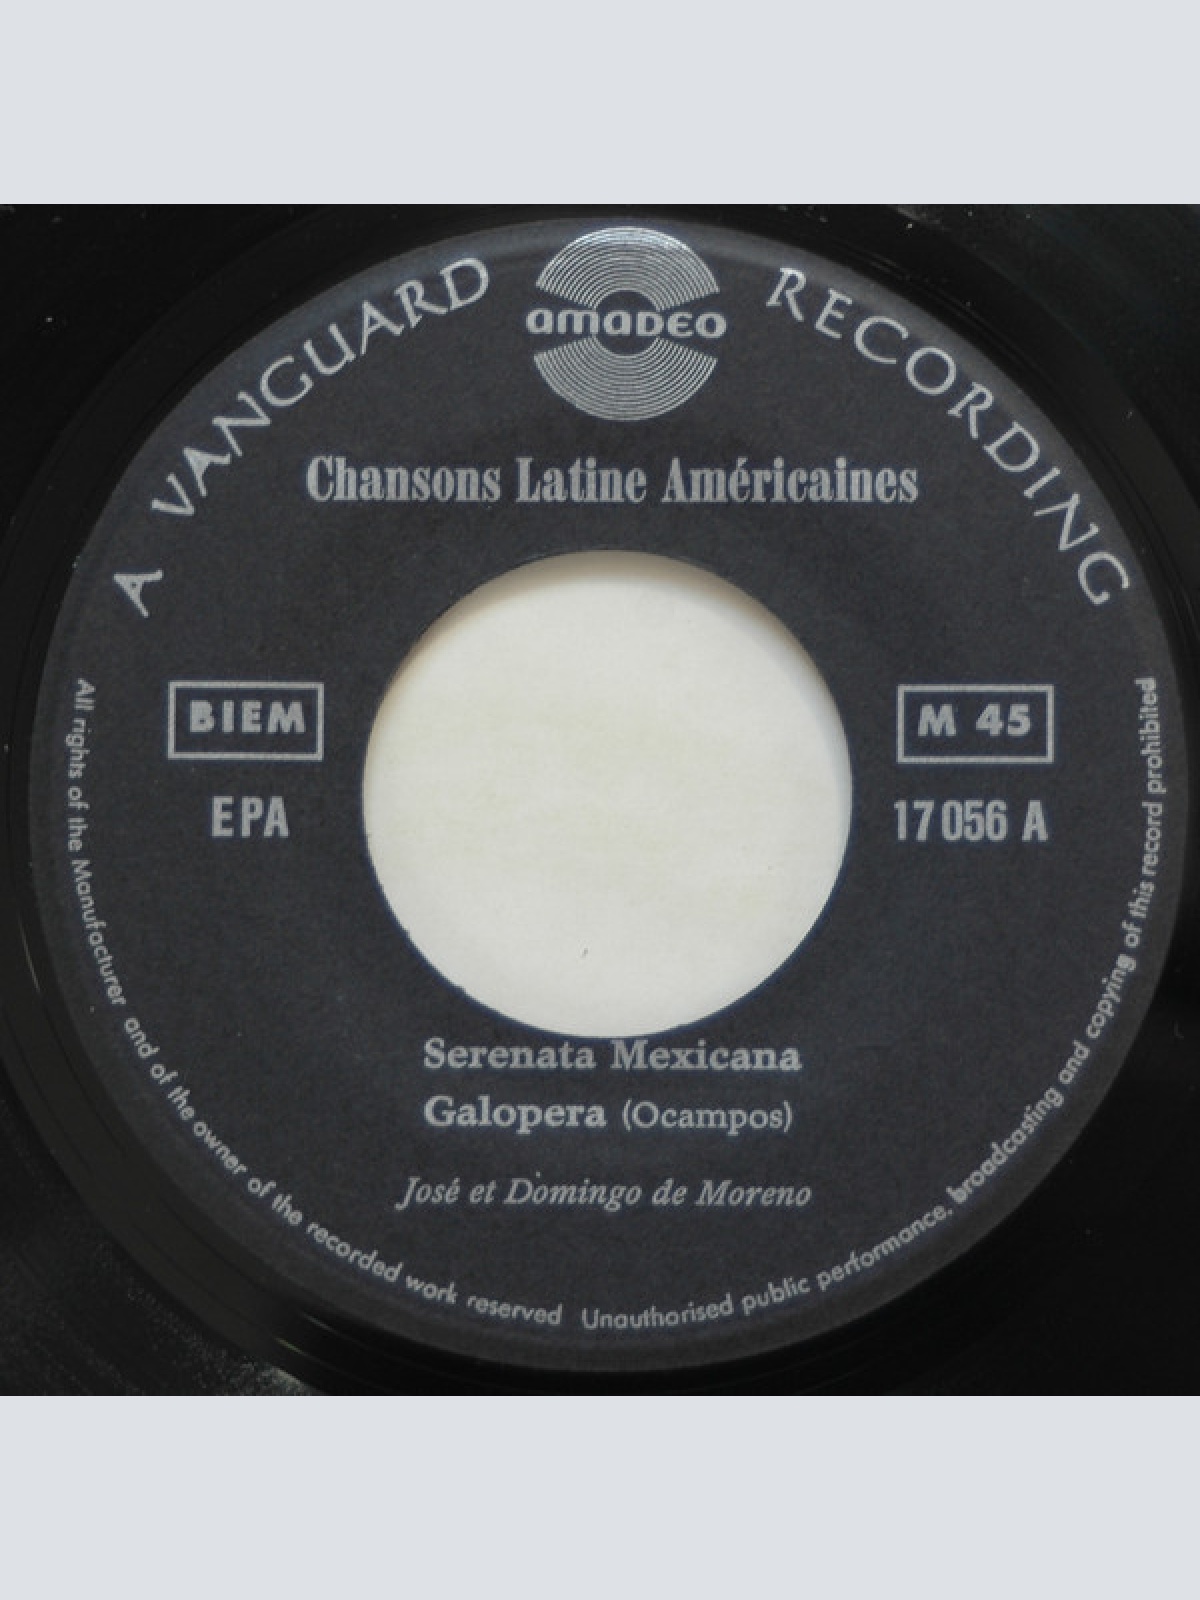 A VANGUARD RECORDING
amaDEO
Chansons Latine Américaines
BIEM
M 45
EPA
17 056 A
Serenata Mexicana
Galopera (Ocampos)
José et Domingo de Moreno
All rights of the Manufacturer and of the owner of the recorded work reserved Unauthorised public performance, broadcasting and copying of this record prohibited